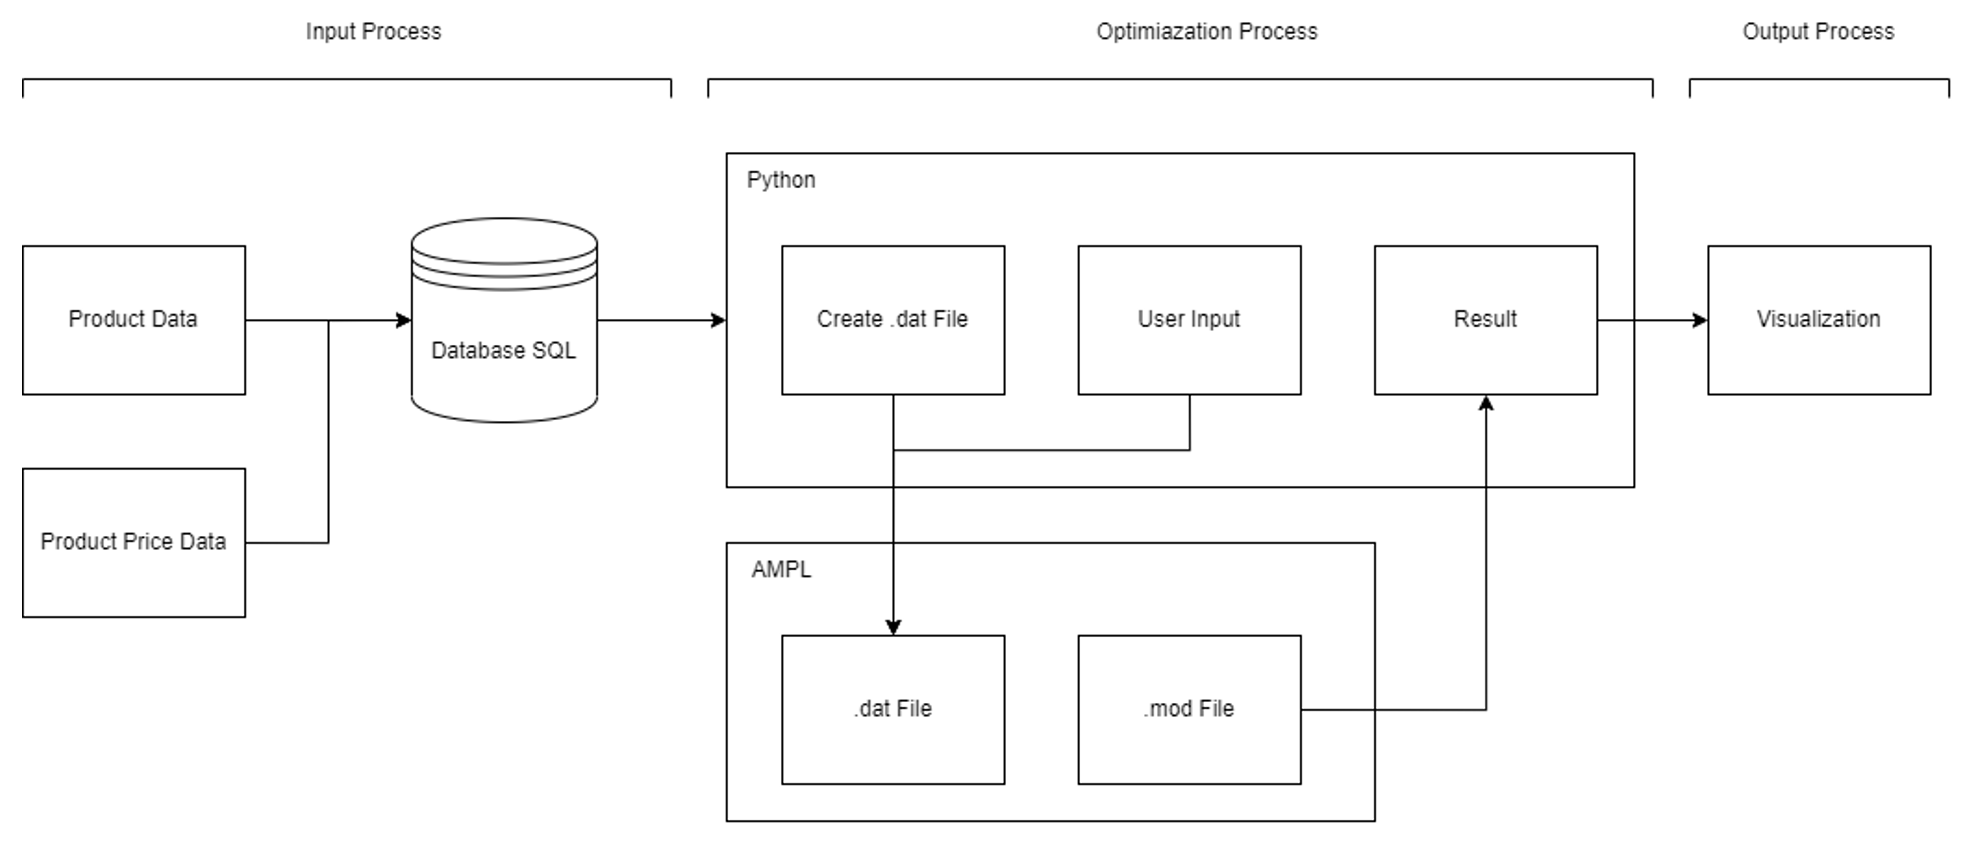 Input Process
Optimiazation Process
Output Process
Python
Product Data
Database SQL
Create .dat File
User Input
Result
Visualization
Product Price Data
AMPL
.dat File
.mod File